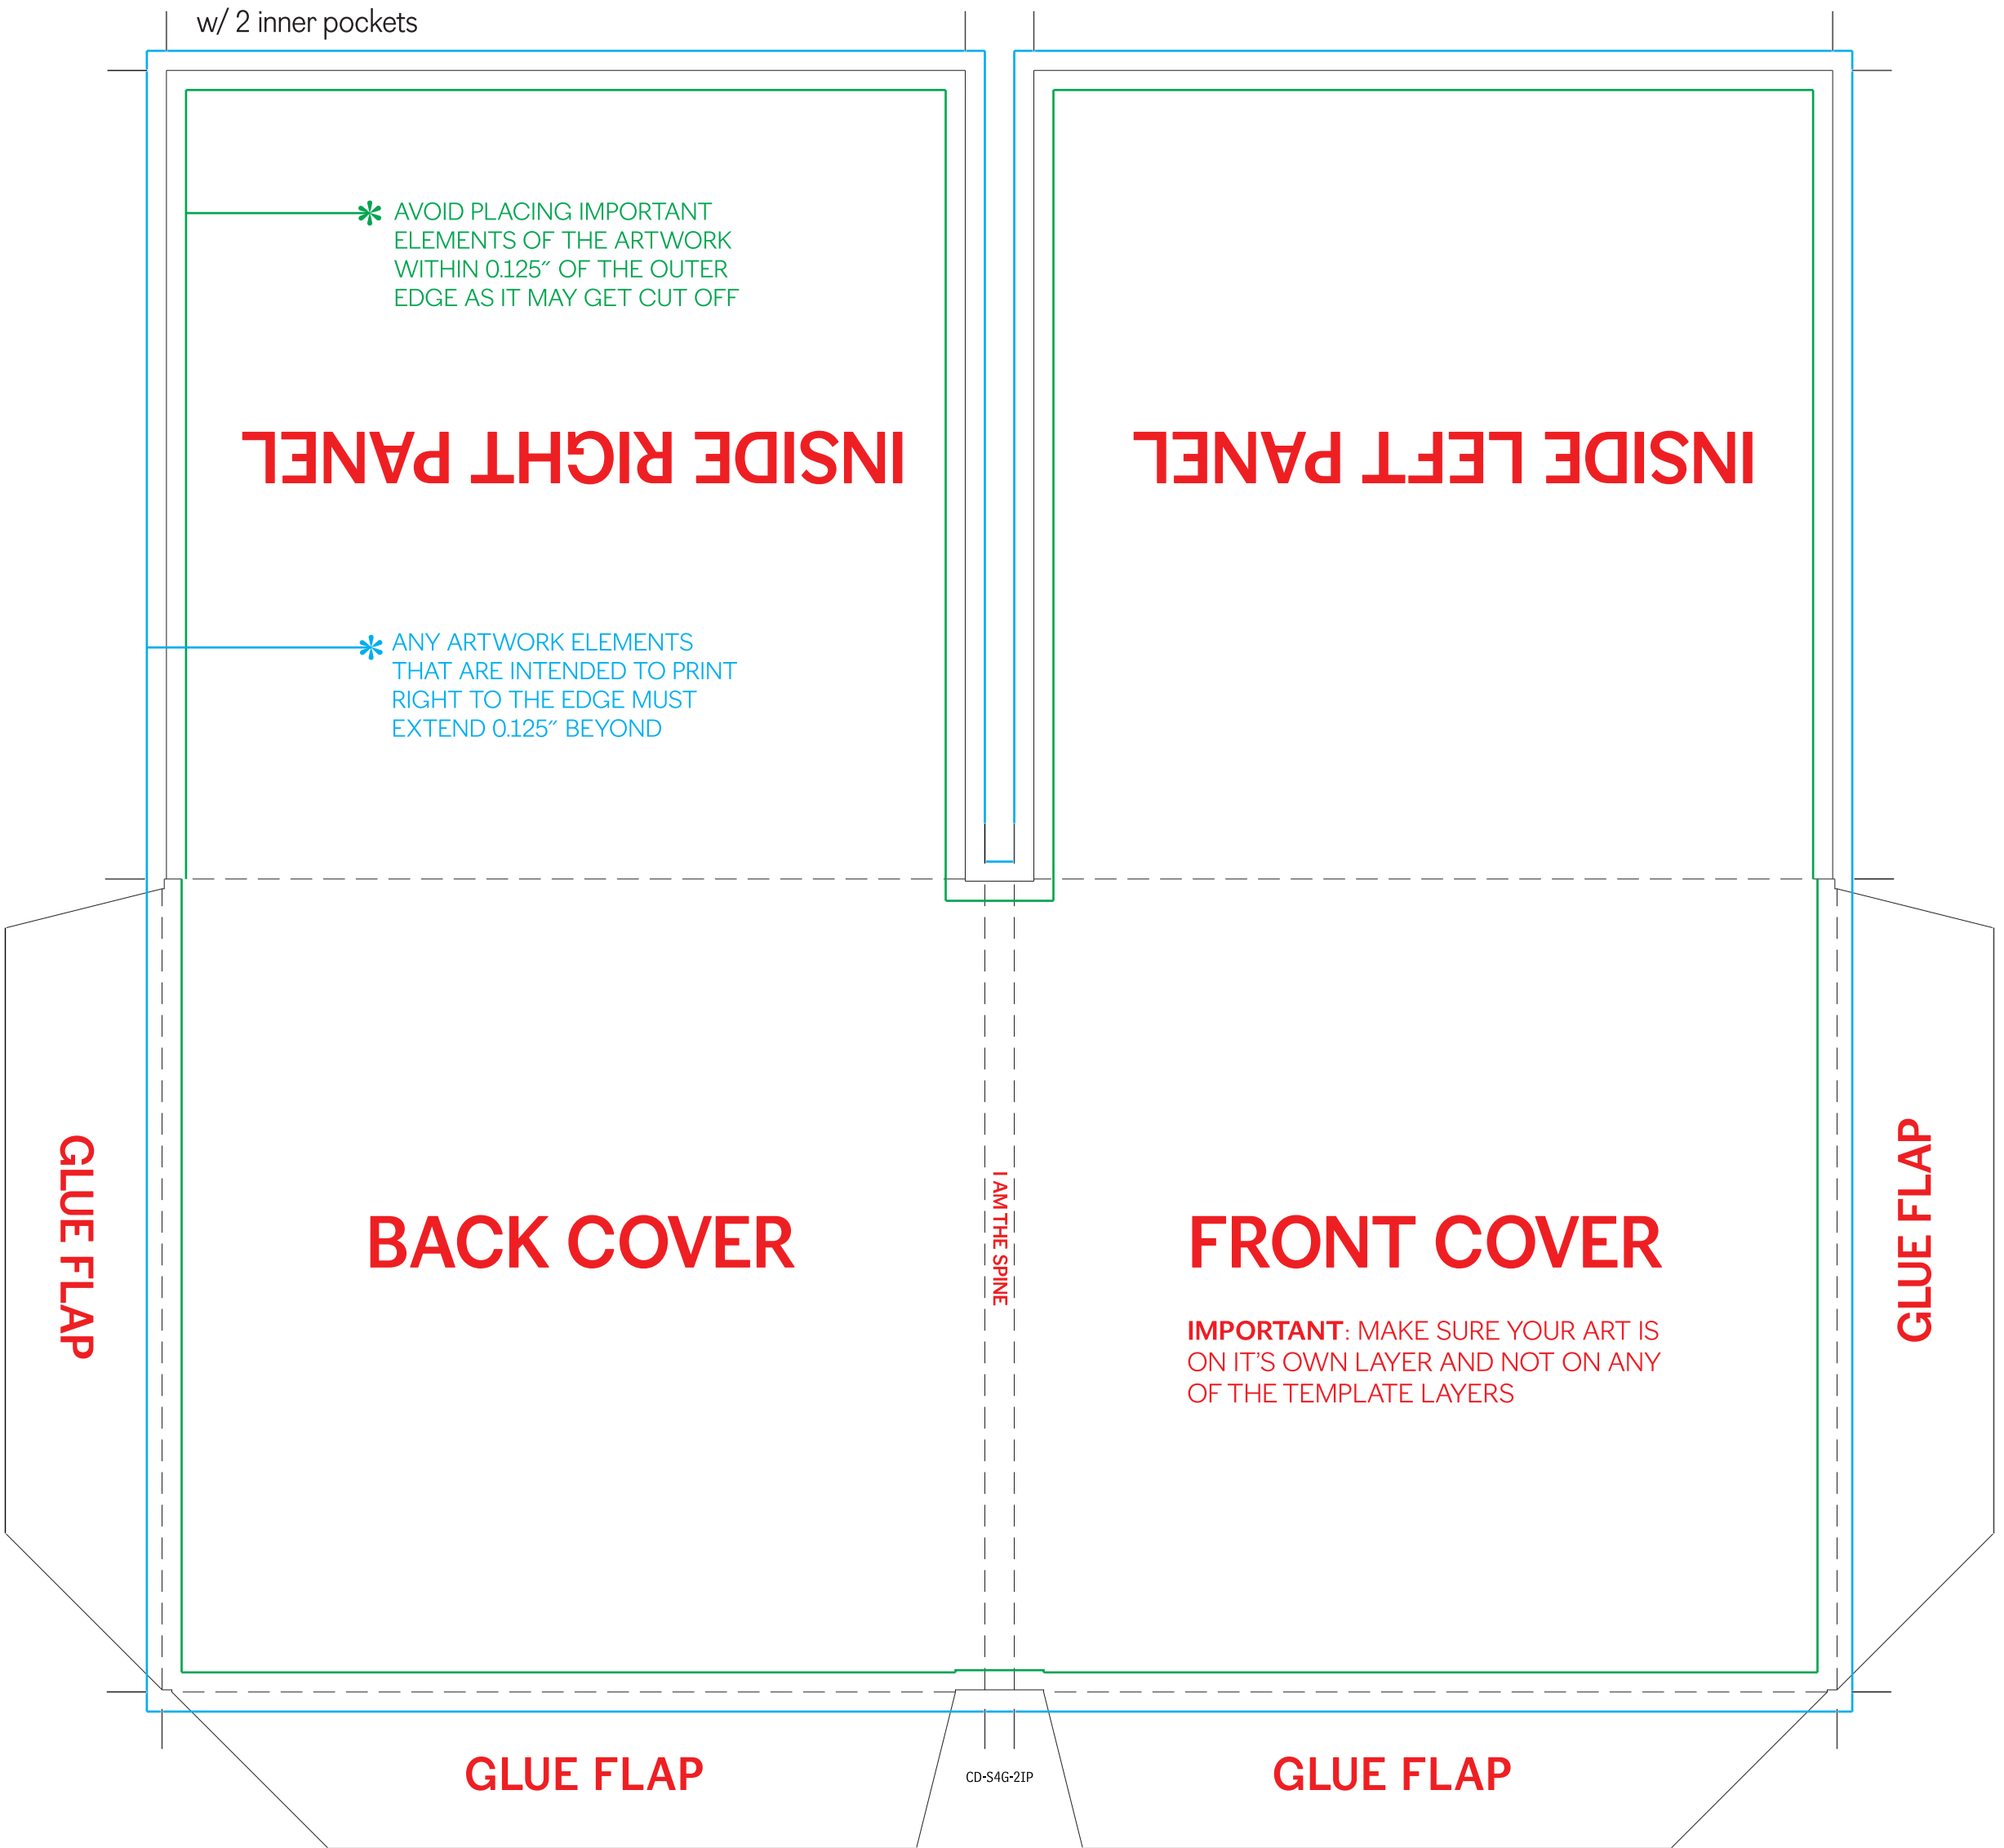 w/ 2 inner pockets
* AVOID PLACING IMPORTANT
ELEMENTS OF THE ARTWORK
WITHIN 0.125″ OF THE OUTER
EDGE AS IT MAY GET CUT OFF
INSIDE RIGHT PANEL
INSIDE LEFT PANEL
* ANY ARTWORK ELEMENTS
THAT ARE INTENDED TO PRINT
RIGHT TO THE EDGE MUST
EXTEND 0.125″ BEYOND
GLUE FLAP
BACK COVER
I AM THE SPINE
FRONT COVER
IMPORTANT: MAKE SURE YOUR ART IS
ON IT'S OWN LAYER AND NOT ON ANY
OF THE TEMPLATE LAYERS
GLUE FLAP
GLUE FLAP
CD-S4G-2IP
GLUE FLAP